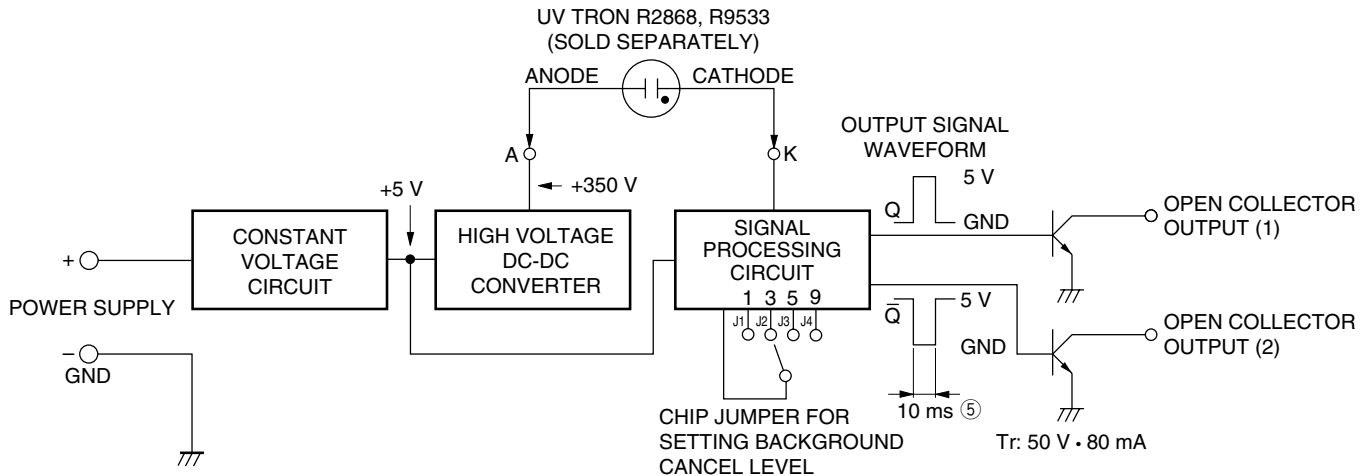 UV TRON R2868, R9533
(SOLD SEPARATELY)
ANODE
CATHODE
A
K
+350 V
+5 V
OUTPUT SIGNAL
WAVEFORM
5 V
Q
GND
OPEN COLLECTOR
OUTPUT (1)
CONSTANT
VOLTAGE
CIRCUIT
HIGH VOLTAGE
DC-DC
CONVERTER
SIGNAL
PROCESSING
CIRCUIT
1 3 5 9
J1 J2 J3 J4
+
POWER SUPPLY
−
GND
Q̅
5 V
GND
OPEN COLLECTOR
OUTPUT (2)
10 ms ⑤
CHIP JUMPER FOR
SETTING BACKGROUND
CANCEL LEVEL
Tr: 50 V • 80 mA